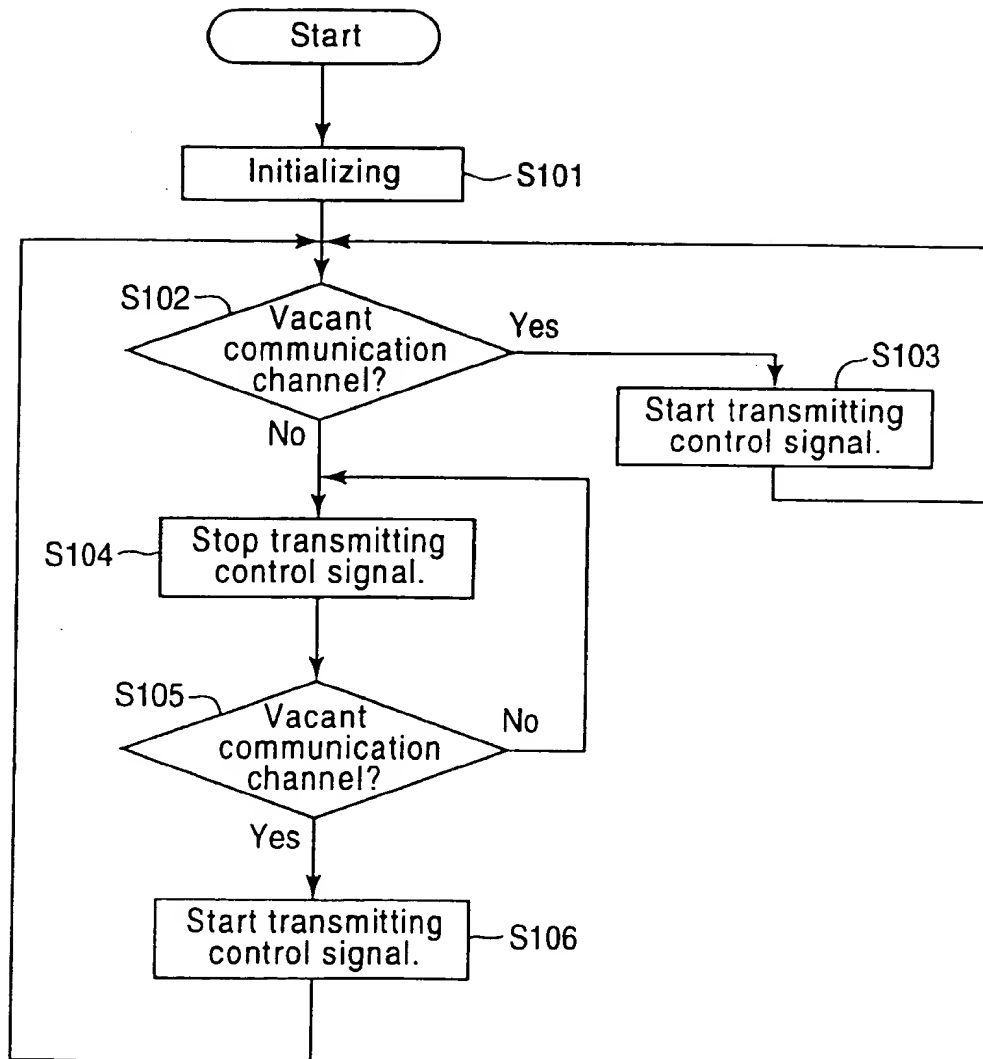 Start
Initializing
S101
S102
Vacant
communication
channel?
Yes
S103
Start transmitting
control signal.
No
S104
Stop transmitting
control signal.
S105
Vacant
communication
channel?
No
Yes
Start transmitting
control signal.
S106